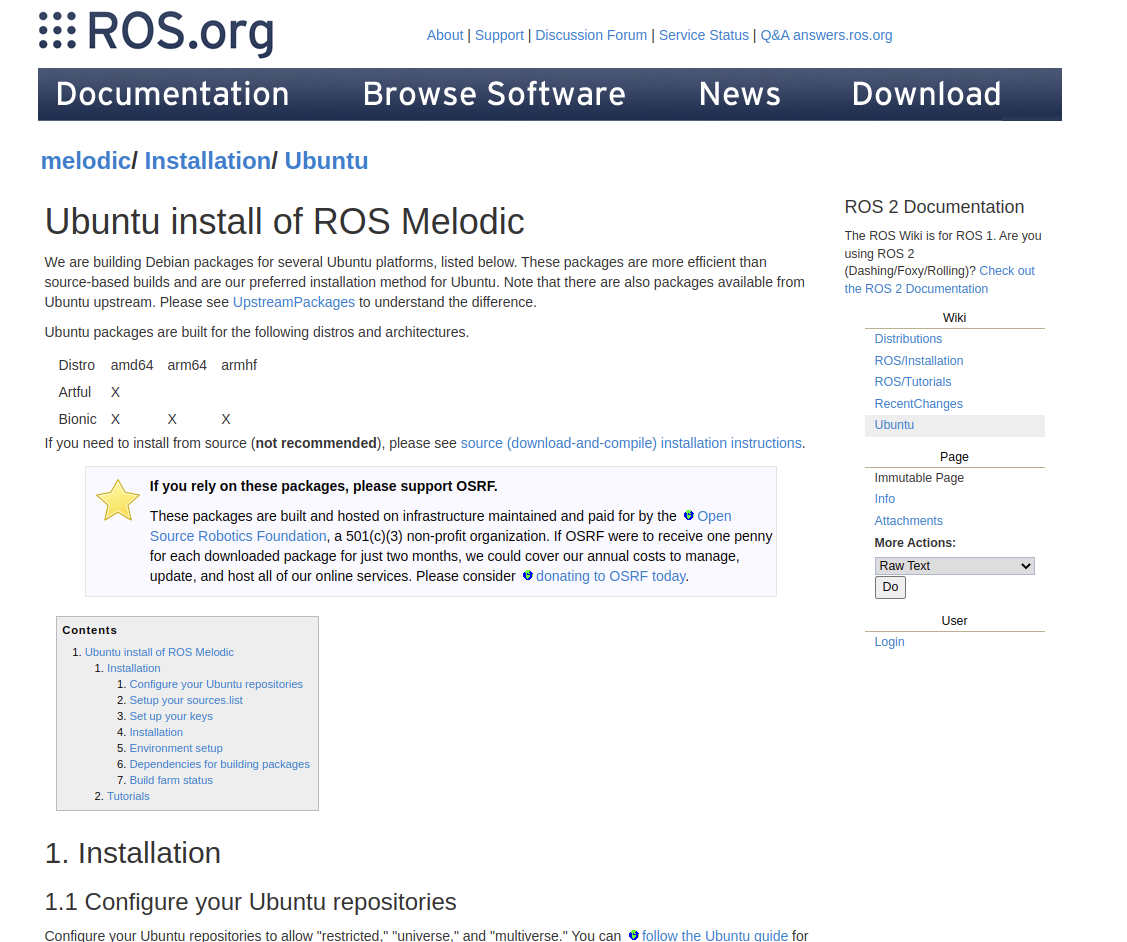 ROS.org
About | Support | Discussion Forum | Service Status | Q&A answers.ros.org
Documentation Browse Software News Download
melodic/ Installation/ Ubuntu
Ubuntu install of ROS Melodic
We are building Debian packages for several Ubuntu platforms, listed below. These packages are more efficient than
source-based builds and are our preferred installation method for Ubuntu. Note that there are also packages available from
Ubuntu upstream. Please see UpstreamPackages to understand the difference.
Ubuntu packages are built for the following distros and architectures.
Distro amd64 arm64 armhf
Artful X
Bionic X X X
If you need to install from source (not recommended), please see source (download-and-compile) installation instructions.
If you rely on these packages, please support OSRF.
These packages are built and hosted on infrastructure maintained and paid for by the Open
Source Robotics Foundation, a 501(c)(3) non-profit organization. If OSRF were to receive one penny
for each downloaded package for just two months, we could cover our annual costs to manage,
update, and host all of our online services. Please consider donating to OSRF today.
Contents
1. Ubuntu install of ROS Melodic
1. Installation
1. Configure your Ubuntu repositories
2. Setup your sources.list
3. Set up your keys
4. Installation
5. Environment setup
6. Dependencies for building packages
7. Build farm status
2. Tutorials
1. Installation
1.1 Configure your Ubuntu repositories
Configure your Ubuntu repositories to allow "restricted," "universe," and "multiverse." You can follow the Ubuntu guide for
ROS 2 Documentation
The ROS Wiki is for ROS 1. Are you
using ROS 2
(Dashing/Foxy/Rolling)? Check out
the ROS 2 Documentation
Wiki
Distributions
ROS/Installation
ROS/Tutorials
RecentChanges
Ubuntu
Page
Immutable Page
Info
Attachments
More Actions:
Raw Text
Do
User
Login